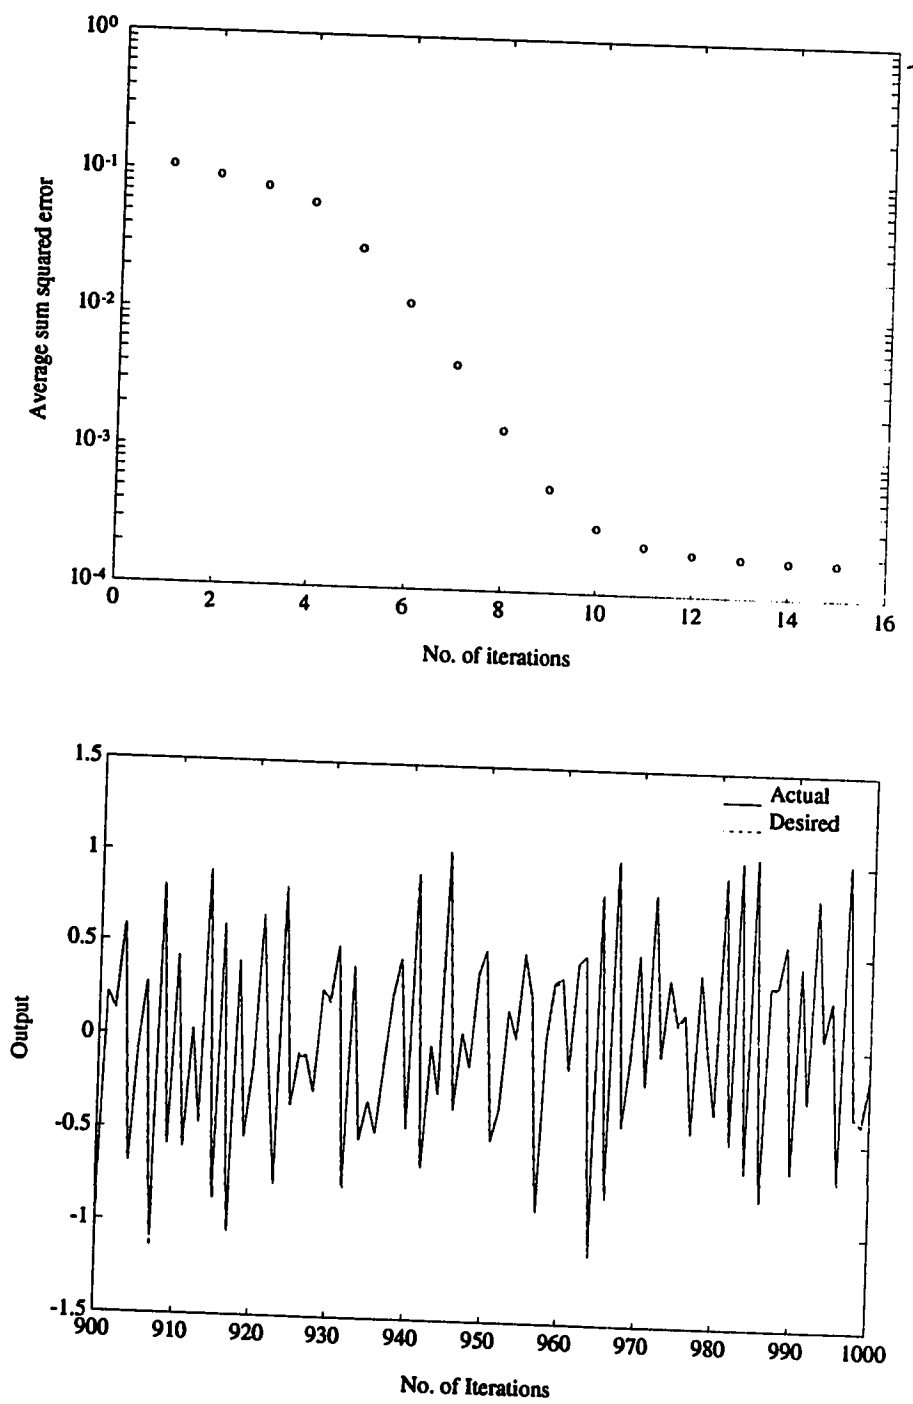 10⁰
10⁻¹
10⁻²
10⁻³
10⁻⁴
Average sum squared error
0 2 4 6 8 10 12 14 16
No. of iterations
1.5
1
0.5
0
-0.5
-1
-1.5
Output
Actual
Desired
900 910 920 930 940 950 960 970 980 990 1000
No. of Iterations